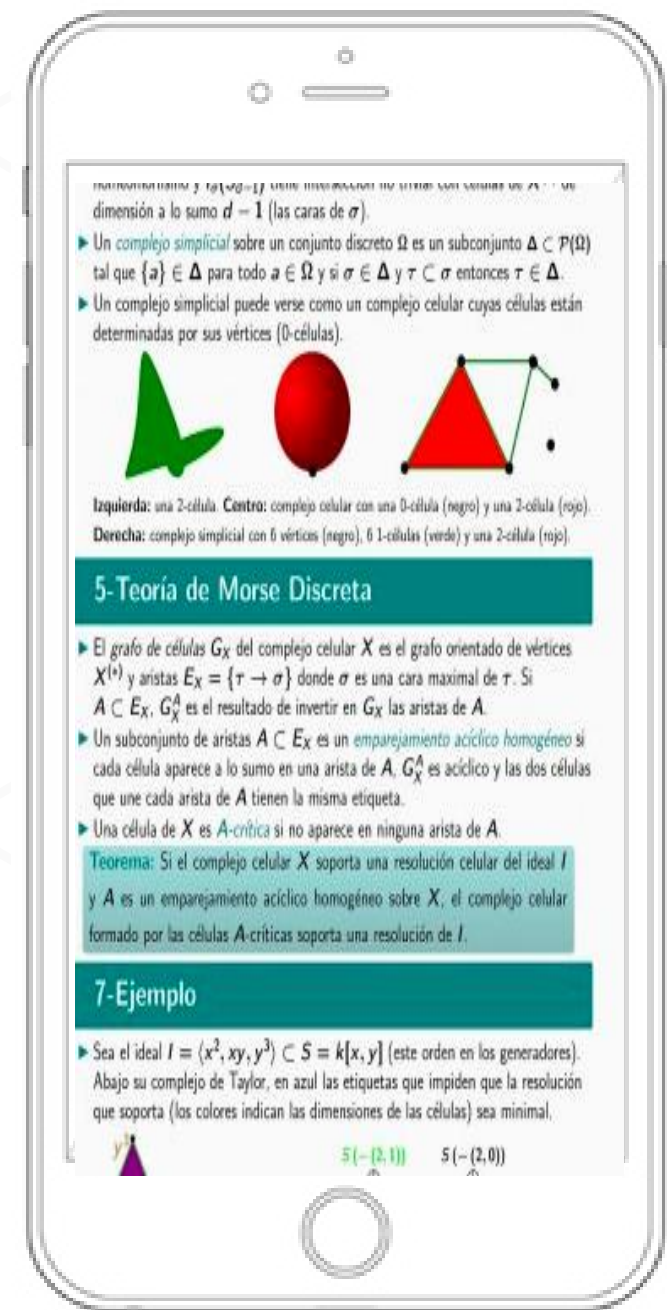 dimensión a lo sumo d − 1 (las caras de σ).
▶ Un complejo simplicial sobre un conjunto discreto Ω es un subconjunto Δ ⊂ P(Ω)
tal que {a} ∈ Δ para todo a ∈ Ω y si σ ∈ Δ y τ ⊂ σ entonces τ ∈ Δ.
▶ Un complejo simplicial puede verse como un complejo celular cuyas células están
determinadas por sus vértices (0-células).
Izquierda: una 2-célula. Centro: complejo celular con una 0-célula (negro) y una 2-célula (rojo).
Derecha: complejo simplicial con 6 vértices (negro), 6 1-células (verde) y una 2-célula (rojo).
5-Teoría de Morse Discreta
▶ El grafo de células G_X del complejo celular X es el grafo orientado de vértices
X^(*) y aristas E_X = {τ → σ} donde σ es una cara maximal de τ. Si
A ⊂ E_X, G_X^A es el resultado de invertir en G_X las aristas de A.
▶ Un subconjunto de aristas A ⊂ E_X es un emparejamiento acíclico homogéneo si
cada célula aparece a lo sumo en una arista de A, G_X^A es acíclico y las dos células
que une cada arista de A tienen la misma etiqueta.
▶ Una célula de X es A-crítica si no aparece en ninguna arista de A.
Teorema: Si el complejo celular X soporta una resolución celular del ideal I
y A es un emparejamiento acíclico homogéneo sobre X, el complejo celular
formado por las células A-críticas soporta una resolución de I.
7-Ejemplo
▶ Sea el ideal I = ⟨x², xy, y³⟩ ⊂ S = k[x, y] (este orden en los generadores).
Abajo su complejo de Taylor, en azul las etiquetas que impiden que la resolución
que soporta (los colores indican las dimensiones de las células) sea minimal.
y³ S(−(2,1)) S(−(2,0))